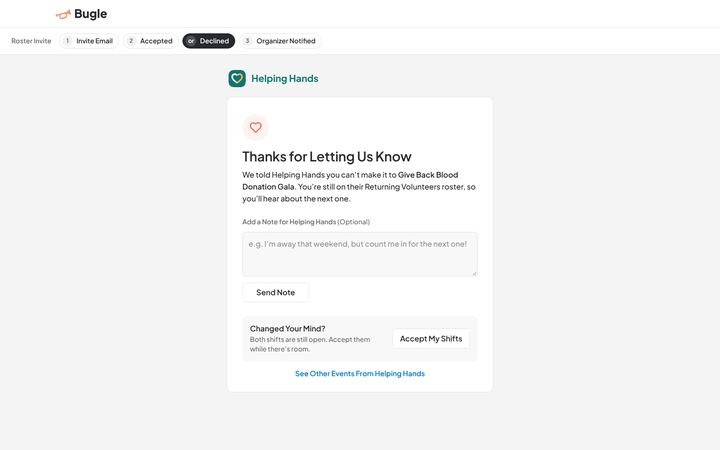 Bugle
Roster Invite 1 Invite Email 2 Accepted or Declined 3 Organizer Notified
Helping Hands
Thanks for Letting Us Know
We told Helping Hands you can't make it to Give Back Blood
Donation Gala. You're still on their Returning Volunteers roster, so
you'll hear about the next one.
Add a Note for Helping Hands (Optional)
e.g. I'm away that weekend, but count me in for the next one!
Send Note
Changed Your Mind?
Both shifts are still open. Accept them
while there's room.
Accept My Shifts
See Other Events From Helping Hands